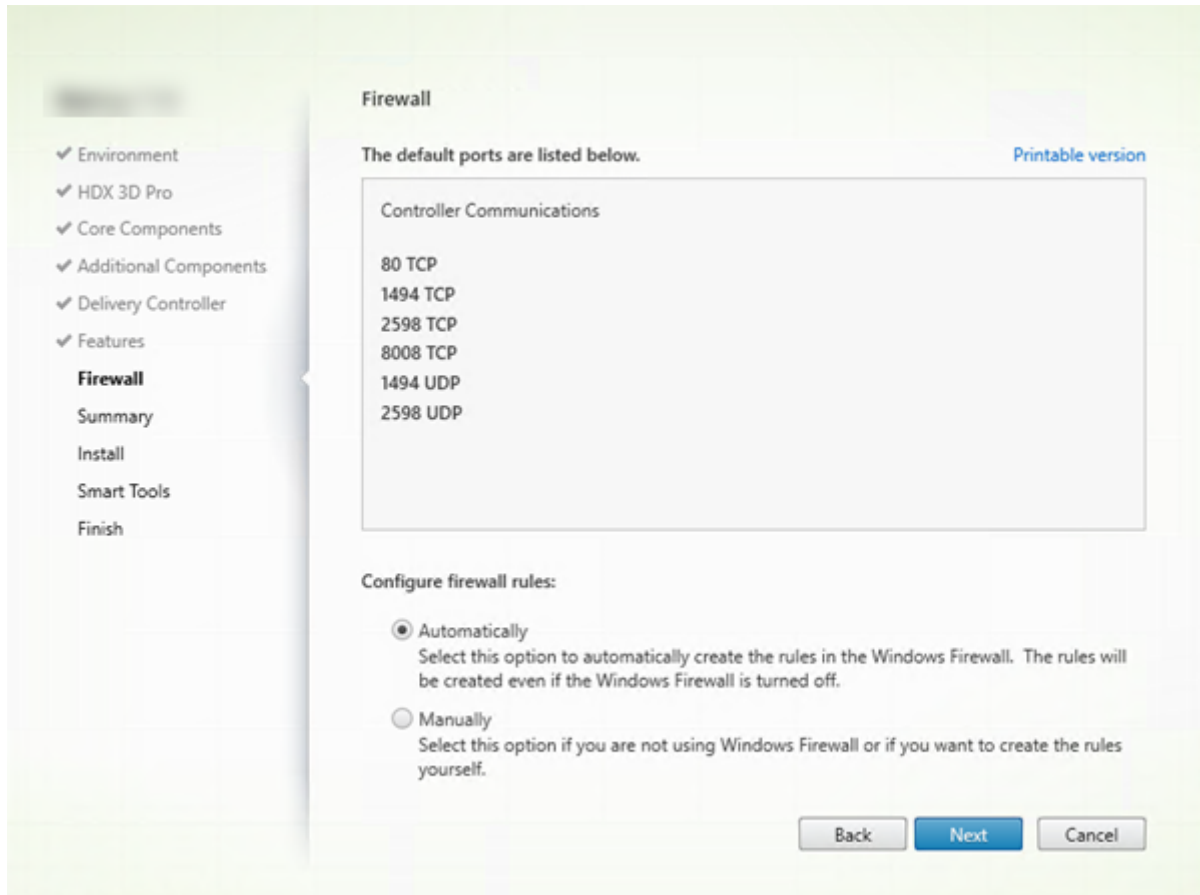 Environment
HDX 3D Pro
Core Components
Additional Components
Delivery Controller
Features
Firewall
Summary
Install
Smart Tools
Finish
Firewall
The default ports are listed below.
Printable version
Controller Communications
80 TCP
1494 TCP
2598 TCP
8008 TCP
1494 UDP
2598 UDP
Configure firewall rules:
Automatically
Select this option to automatically create the rules in the Windows Firewall. The rules will
be created even if the Windows Firewall is turned off.
Manually
Select this option if you are not using Windows Firewall or if you want to create the rules
yourself.
Back
Next
Cancel